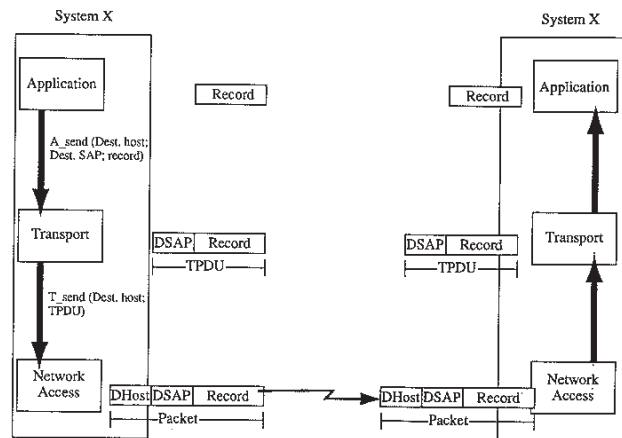 System X
System X
Application
Record
Record
Application
A_send (Dest. host;
Dest. SAP; record)
Transport
DSAP Record
TPDU
DSAP Record
TPDU
Transport
T_send (Dest. host;
TPDU)
Network
Access
DHost DSAP Record
Packet
DHost DSAP Record
Packet
Network
Access